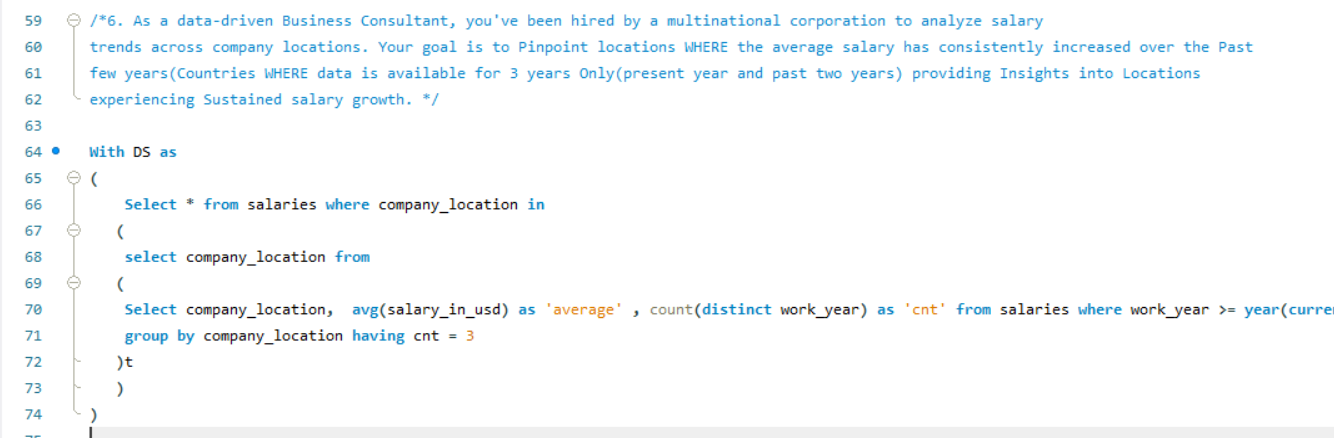 59 /*6. As a data-driven Business Consultant, you've been hired by a multinational corporation to analyze salary
60 trends across company locations. Your goal is to Pinpoint locations WHERE the average salary has consistently increased over the Past
61 few years(Countries WHERE data is available for 3 years Only(present year and past two years) providing Insights into Locations
62 experiencing Sustained salary growth. */
63
64 With DS as
65 (
66 Select * from salaries where company_location in
67 (
68 select company_location from
69 (
70 Select company_location, avg(salary_in_usd) as 'average' , count(distinct work_year) as 'cnt' from salaries where work_year >= year(
71 group by company_location having cnt = 3
72 )t
73 )
74 )